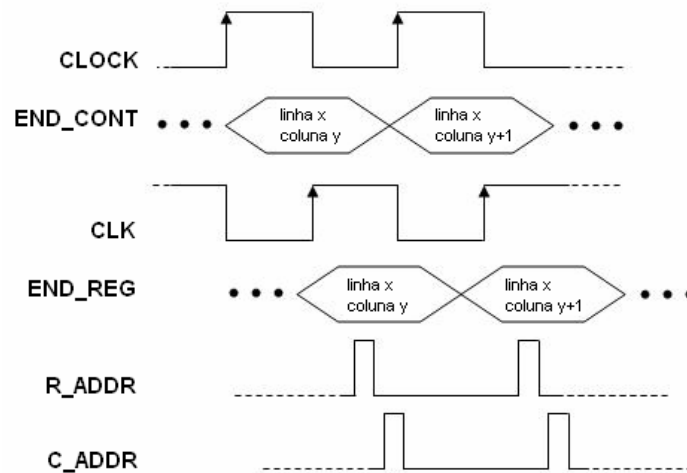 CLOCK
END_CONT
linha x
coluna y
linha x
coluna y+1
CLK
END_REG
linha x
coluna y
linha x
coluna y+1
R_ADDR
C_ADDR